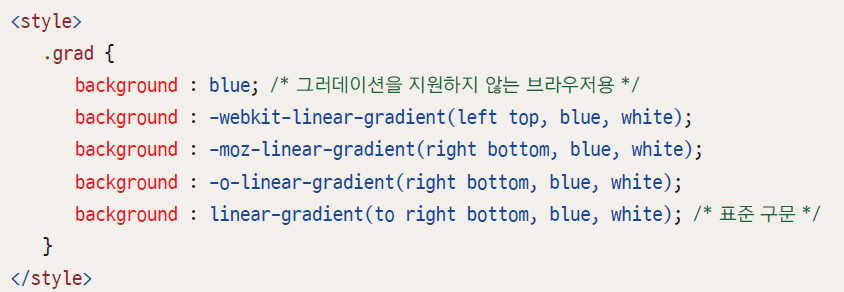 <style>
.grad {
background : blue; /* 그러데이션을 지원하지 않는 브라우저용 */
background : -webkit-linear-gradient(left top, blue, white);
background : -moz-linear-gradient(right bottom, blue, white);
background : -o-linear-gradient(right bottom, blue, white);
background : linear-gradient(to right bottom, blue, white); /* 표준 구문 */
}
</style>